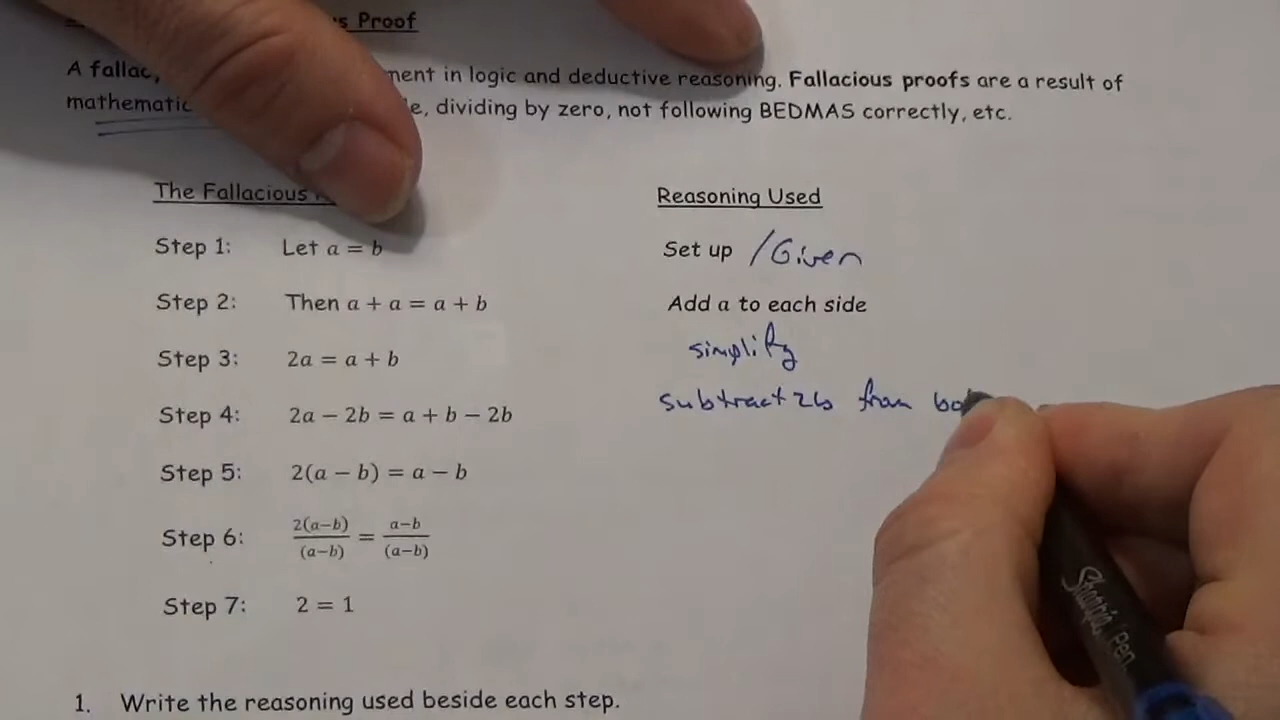 Proof
A ment in logic and deductive reasoning. Fallacious proofs are a result of
dividing by zero, not following BEDMAS correctly, etc.
The Fallacious Reasoning Used
Step 1: Let a = b Set up /Given
Step 2: Then a + a = a + b Add a to each side
Step 3: 2a = a + b simplify
Step 4: 2a − 2b = a + b − 2b subtract 2b from
Step 5: 2(a − b) = a − b
Step 6: 2(a−b)/(a−b) = a−b/(a−b)
Step 7: 2 = 1
Sharpie Pen
1. Write the reasoning used beside each step.